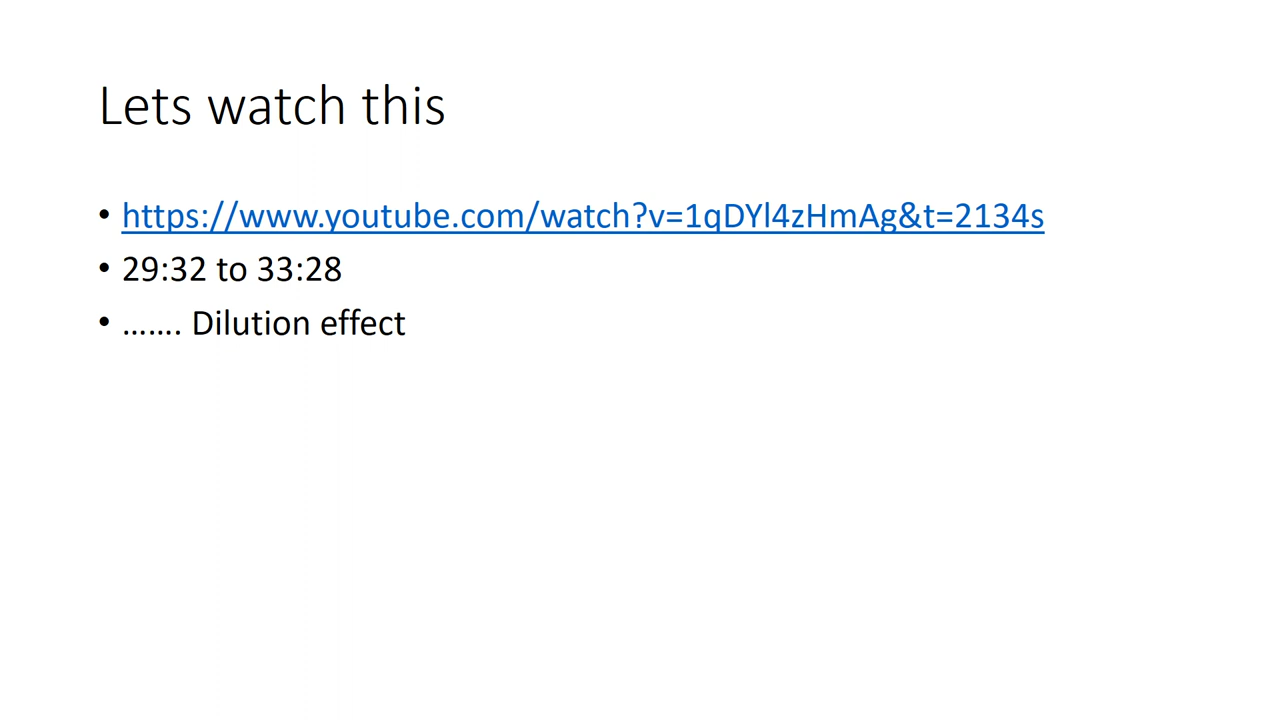 Lets watch this
• https://www.youtube.com/watch?v=1qDYl4zHmAg&t=2134s
• 29:32 to 33:28
• ……. Dilution effect